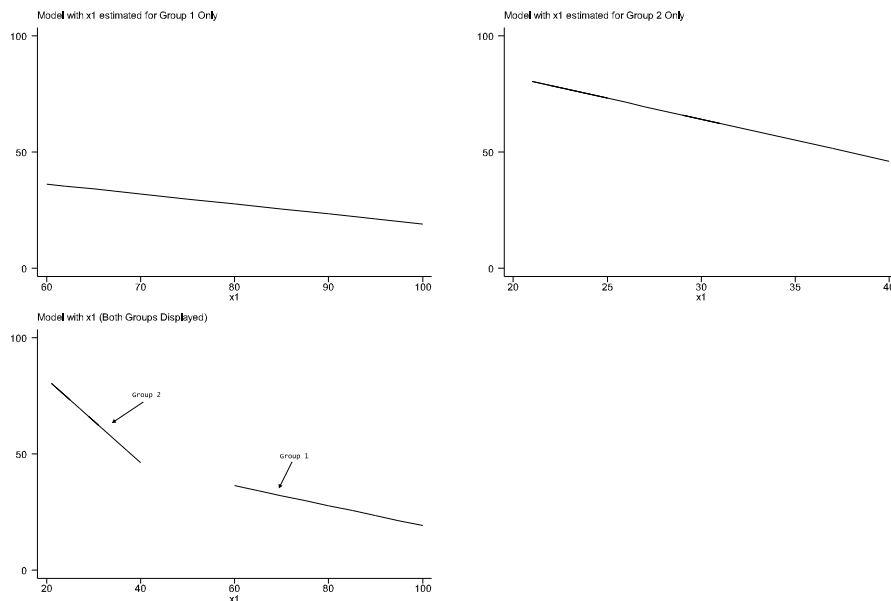 Model with x1 estimated for Group 1 Only
100
50
0
60 70 80 90 100
x1
Model with x1 estimated for Group 2 Only
100
50
0
20 25 30 35 40
x1
Model with x1 (Both Groups Displayed)
100
50
0
Group 2
Group 1
20 40 60 80 100
x1